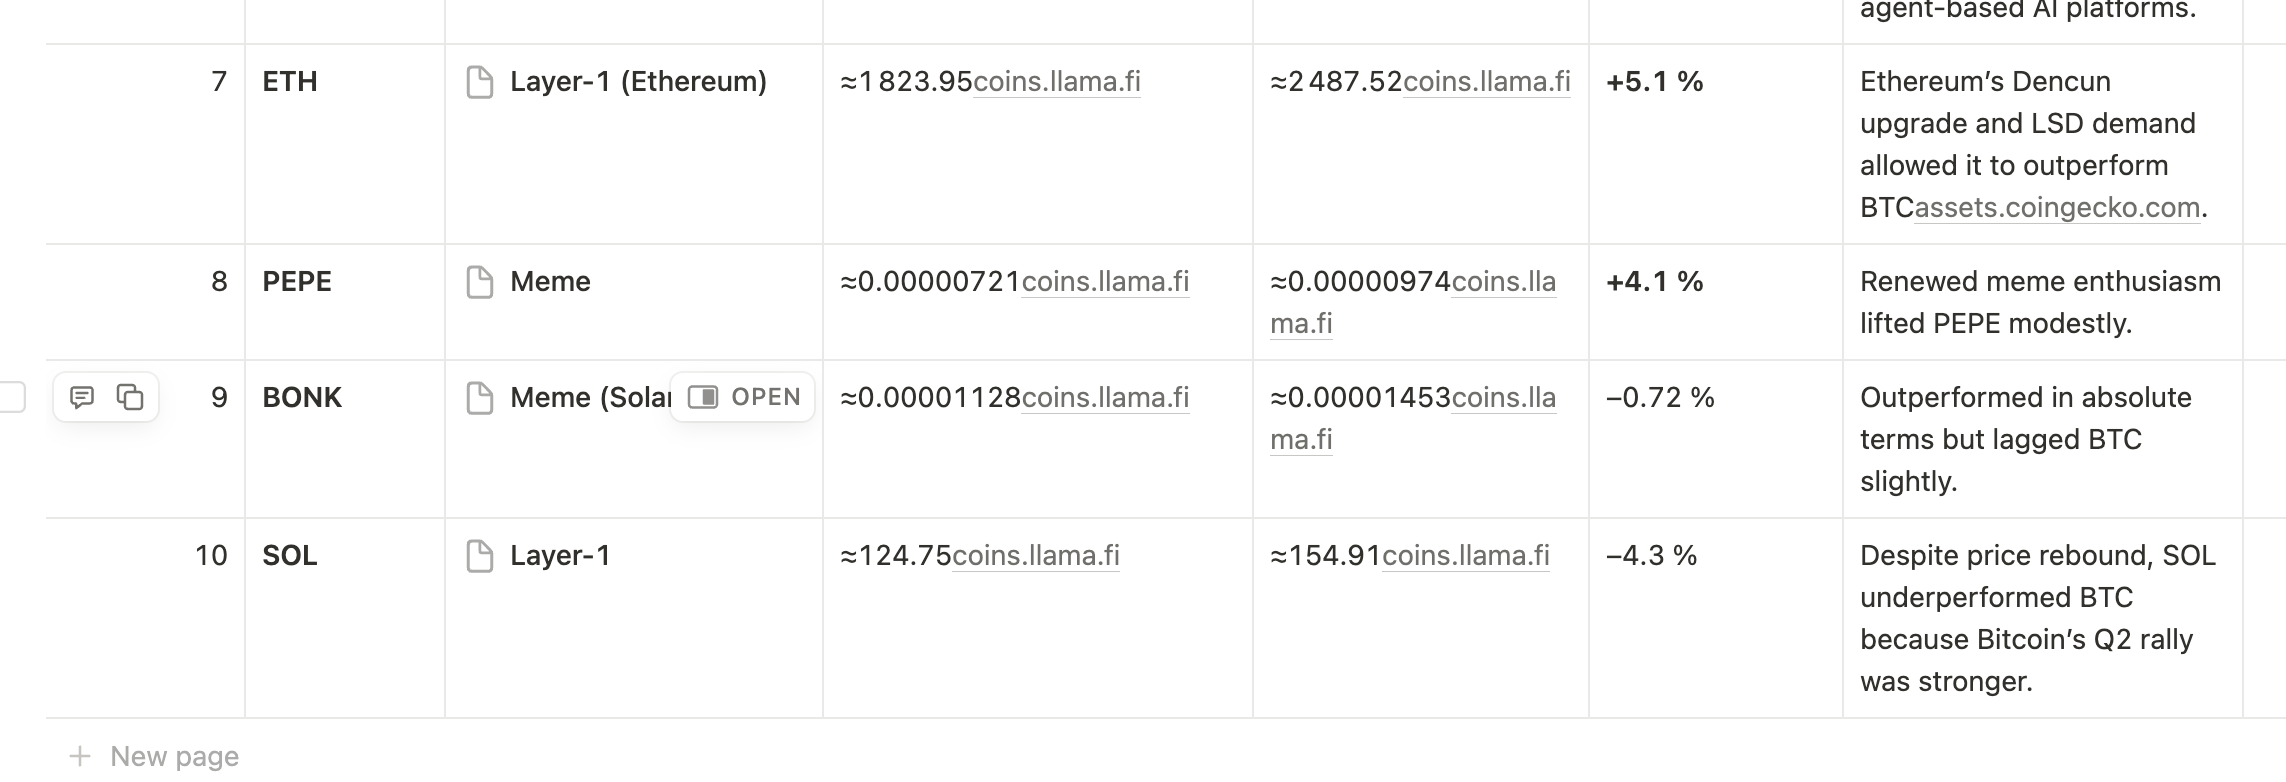 agent-based AI platforms.
7 ETH Layer-1 (Ethereum) ≈1 823.95coins.llama.fi ≈2 487.52coins.llama.fi +5.1 % Ethereum’s Dencun
upgrade and LSD demand
allowed it to outperform
BTCassets.coingecko.com.
8 PEPE Meme ≈0.00000721coins.llama.fi ≈0.00000974coins.lla +4.1 % Renewed meme enthusiasm
ma.fi lifted PEPE modestly.
9 BONK Meme (Solar OPEN ≈0.00001128coins.llama.fi ≈0.00001453coins.lla –0.72 % Outperformed in absolute
ma.fi terms but lagged BTC
slightly.
10 SOL Layer-1 ≈124.75coins.llama.fi ≈154.91coins.llama.fi –4.3 % Despite price rebound, SOL
underperformed BTC
because Bitcoin’s Q2 rally
was stronger.
New page